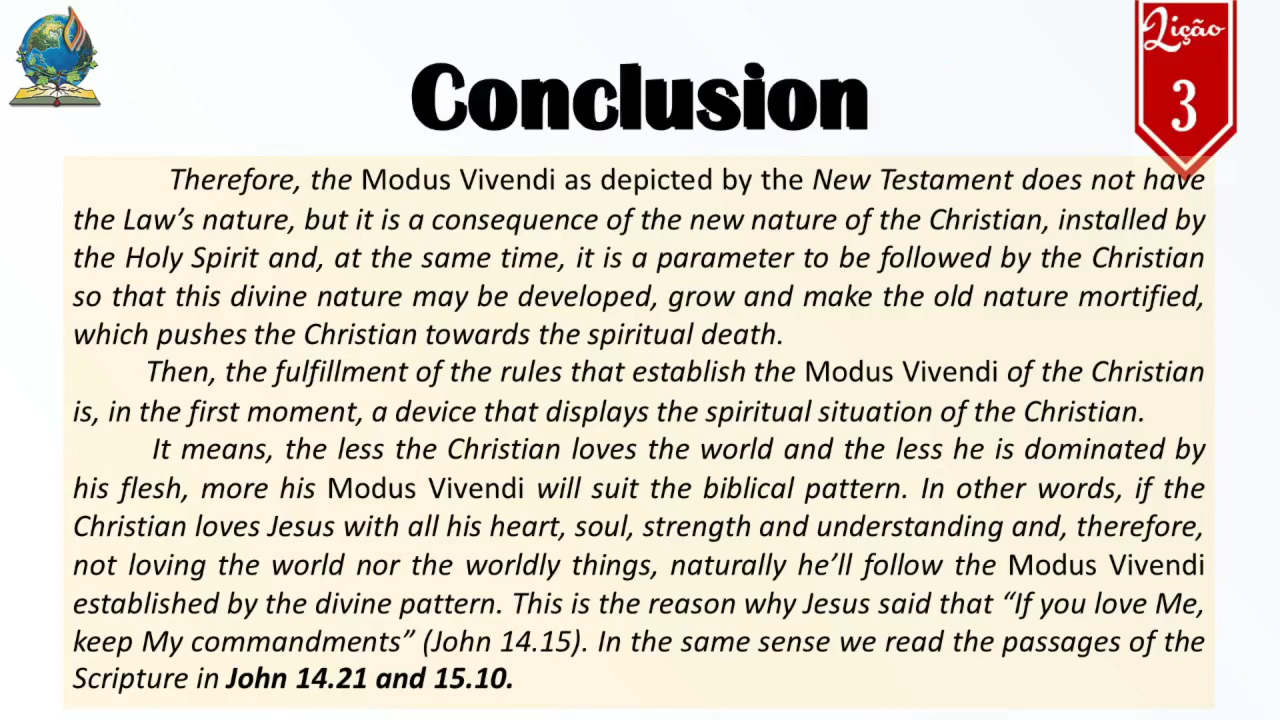 Lição
3
Conclusion
Therefore, the Modus Vivendi as depicted by the New Testament does not have
the Law’s nature, but it is a consequence of the new nature of the Christian, installed by
the Holy Spirit and, at the same time, it is a parameter to be followed by the Christian
so that this divine nature may be developed, grow and make the old nature mortified,
which pushes the Christian towards the spiritual death.
Then, the fulfillment of the rules that establish the Modus Vivendi of the Christian
is, in the first moment, a device that displays the spiritual situation of the Christian.
It means, the less the Christian loves the world and the less he is dominated by
his flesh, more his Modus Vivendi will suit the biblical pattern. In other words, if the
Christian loves Jesus with all his heart, soul, strength and understanding and, therefore,
not loving the world nor the worldly things, naturally he’ll follow the Modus Vivendi
established by the divine pattern. This is the reason why Jesus said that “If you love Me,
keep My commandments” (John 14.15). In the same sense we read the passages of the
Scripture in John 14.21 and 15.10.